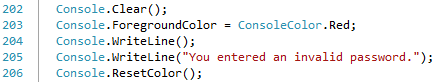 202 Console.Clear();
203 Console.ForegroundColor = ConsoleColor.Red;
204 Console.WriteLine();
205 Console.WriteLine("You entered an invalid password.");
206 Console.ResetColor();